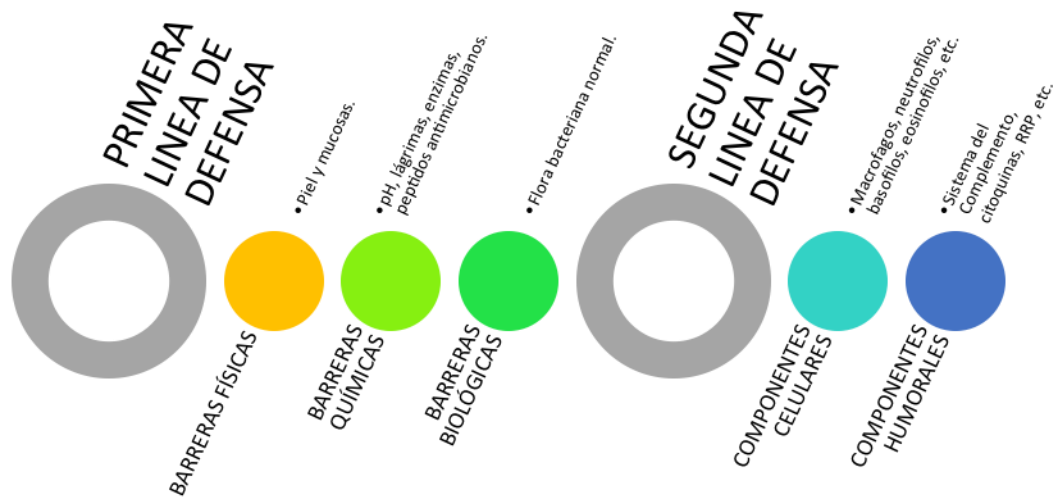 PRIMERA
LINEA DE
DEFENSA
BARRERAS FÍSICAS
• Piel y mucosas.
BARRERAS
QUÍMICAS
• pH, lágrimas, enzimas,
peptidos antimicrobianos.
BARRERAS
BIOLÓGICAS
• Flora bacteriana normal.
SEGUNDA
LINEA DE
DEFENSA
COMPONENTES
CELULARES
• Macrofagos, neutrofilos,
basofilos, eosinofilos, etc.
COMPONENTES
HUMORALES
• Sistema del
Complemento,
citoquinas, RRP, etc.